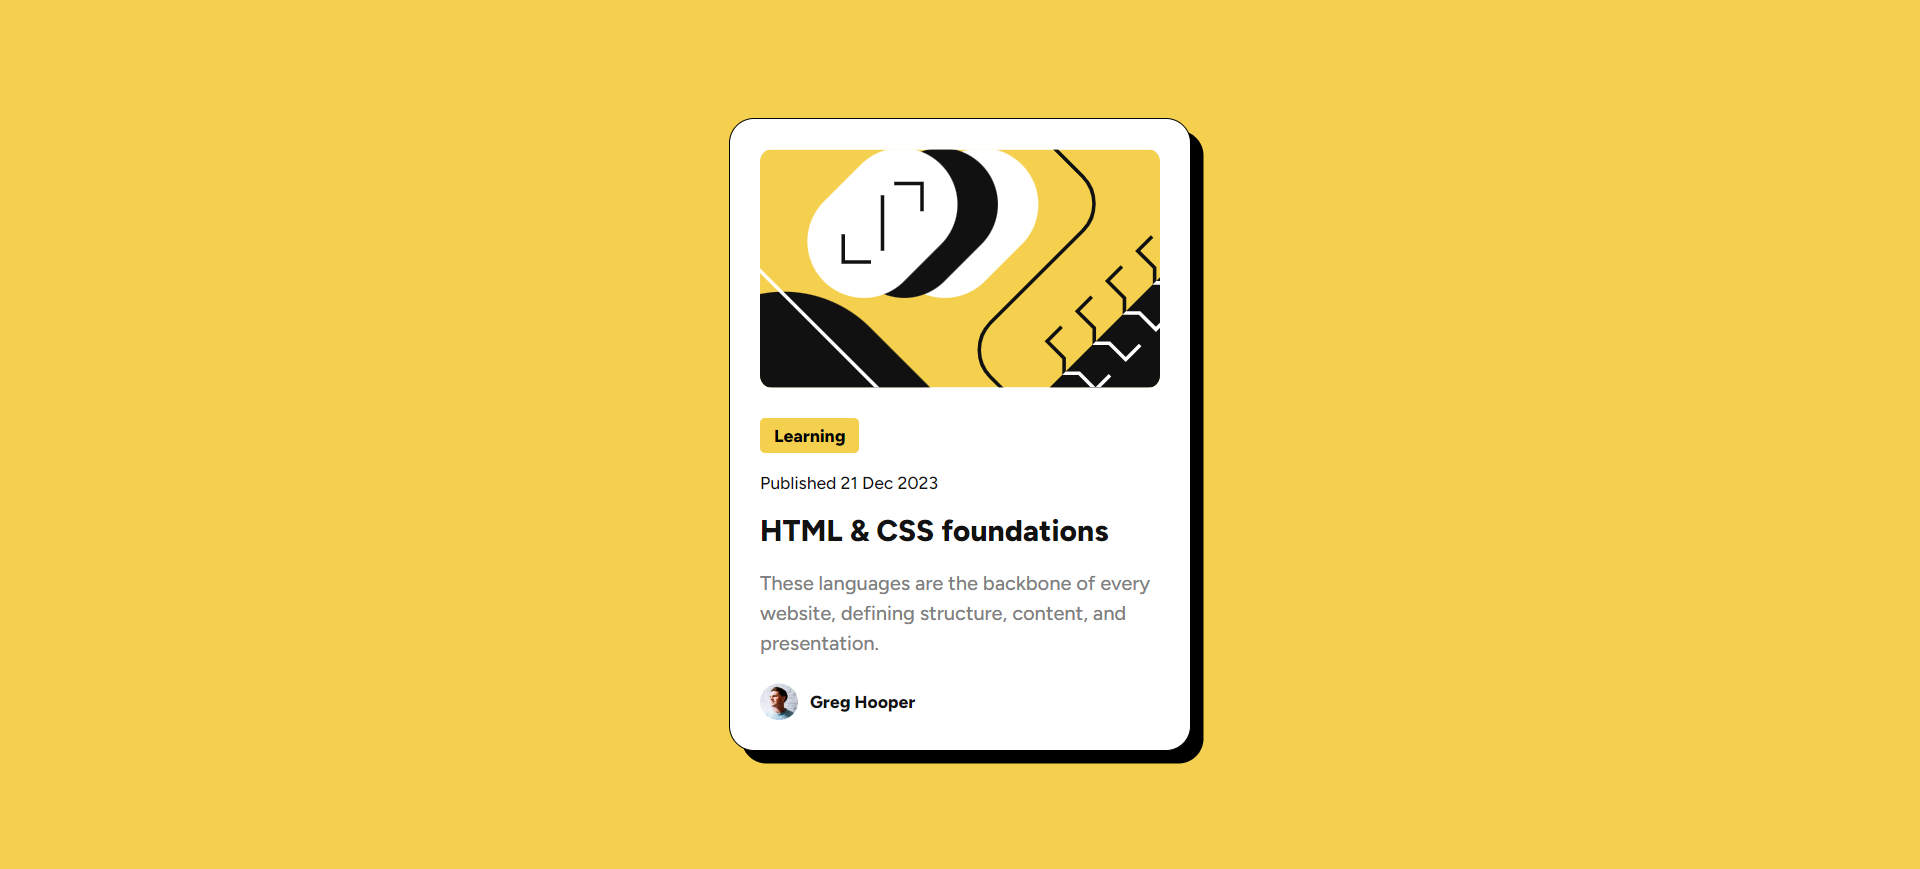 Learning
Published 21 Dec 2023
HTML & CSS foundations
These languages are the backbone of every
website, defining structure, content, and
presentation.
Greg Hooper